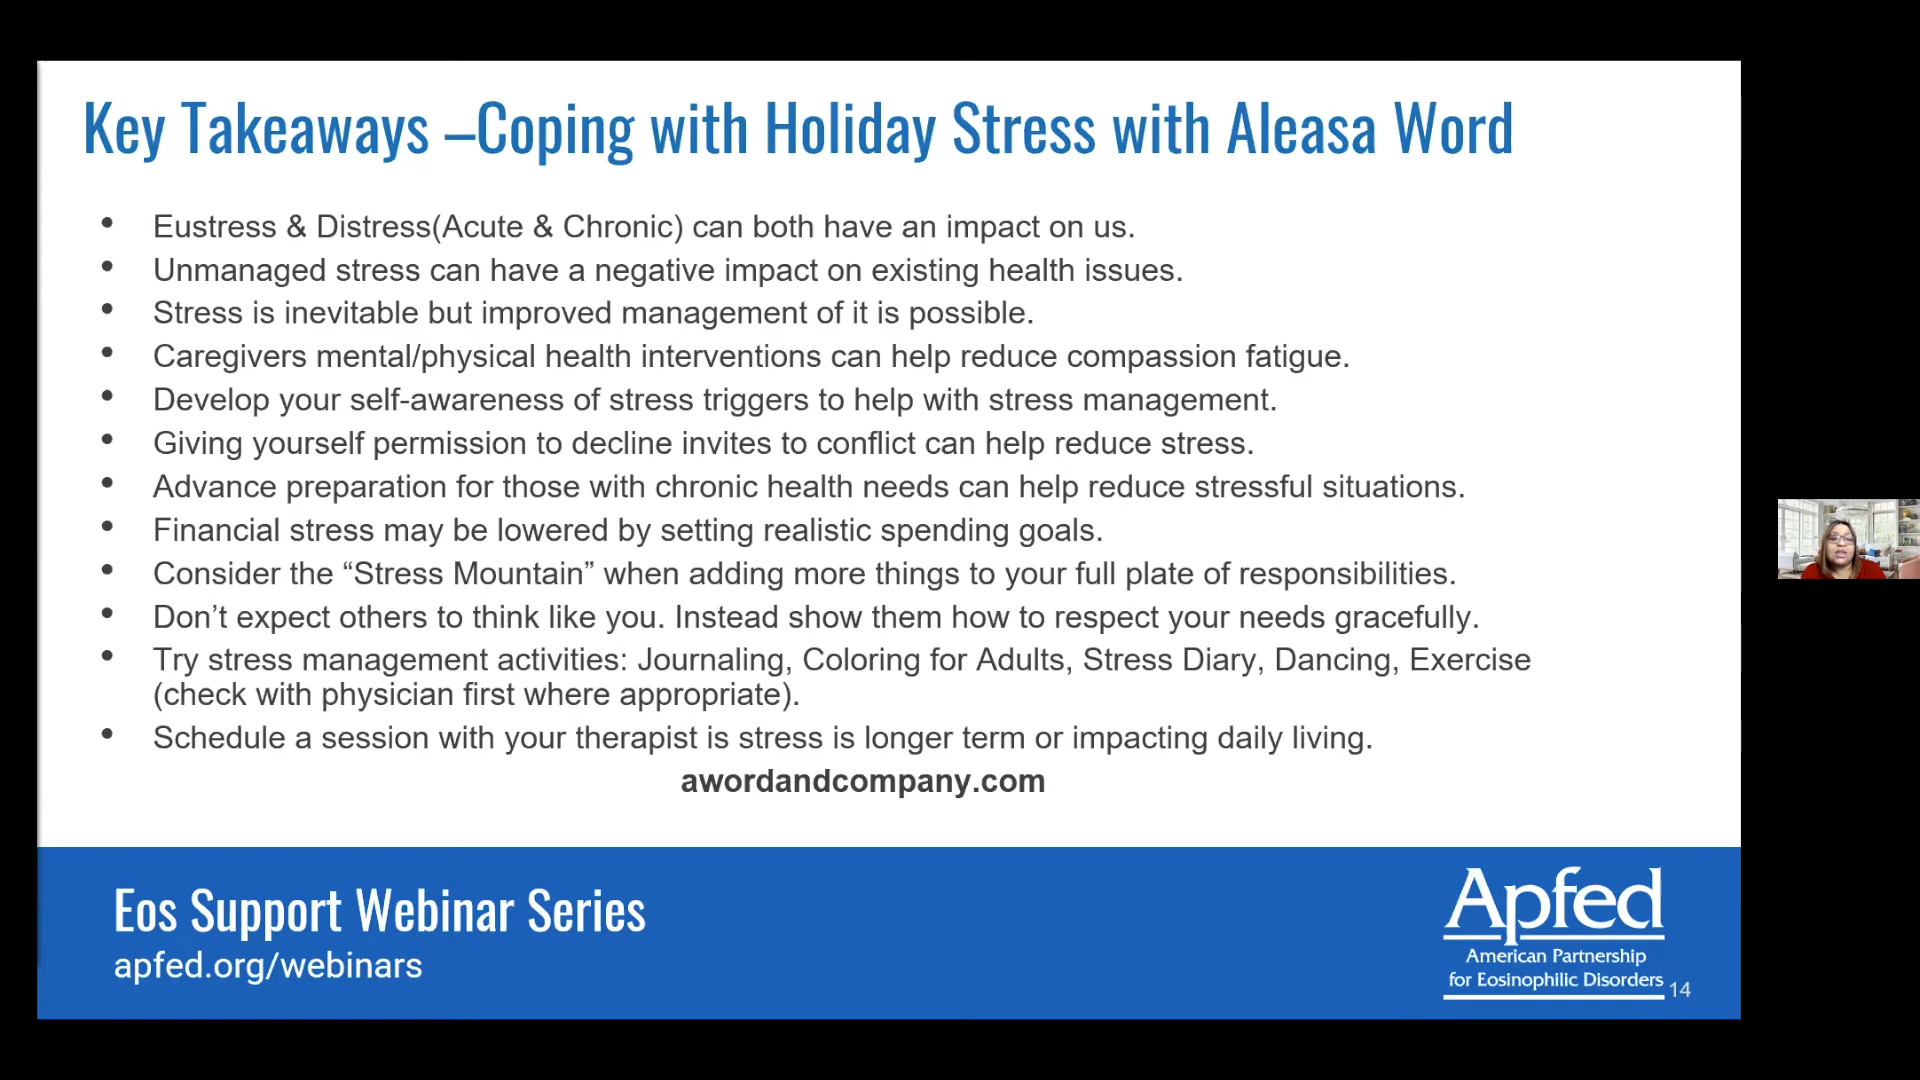 Key Takeaways –Coping with Holiday Stress with Aleasa Word
• Eustress & Distress(Acute & Chronic) can both have an impact on us.
• Unmanaged stress can have a negative impact on existing health issues.
• Stress is inevitable but improved management of it is possible.
• Caregivers mental/physical health interventions can help reduce compassion fatigue.
• Develop your self-awareness of stress triggers to help with stress management.
• Giving yourself permission to decline invites to conflict can help reduce stress.
• Advance preparation for those with chronic health needs can help reduce stressful situations.
• Financial stress may be lowered by setting realistic spending goals.
• Consider the “Stress Mountain” when adding more things to your full plate of responsibilities.
• Don’t expect others to think like you. Instead show them how to respect your needs gracefully.
• Try stress management activities: Journaling, Coloring for Adults, Stress Diary, Dancing, Exercise
(check with physician first where appropriate).
• Schedule a session with your therapist is stress is longer term or impacting daily living.
awordandcompany.com
Eos Support Webinar Series
apfed.org/webinars
Apfed
American Partnership
for Eosinophilic Disorders
14